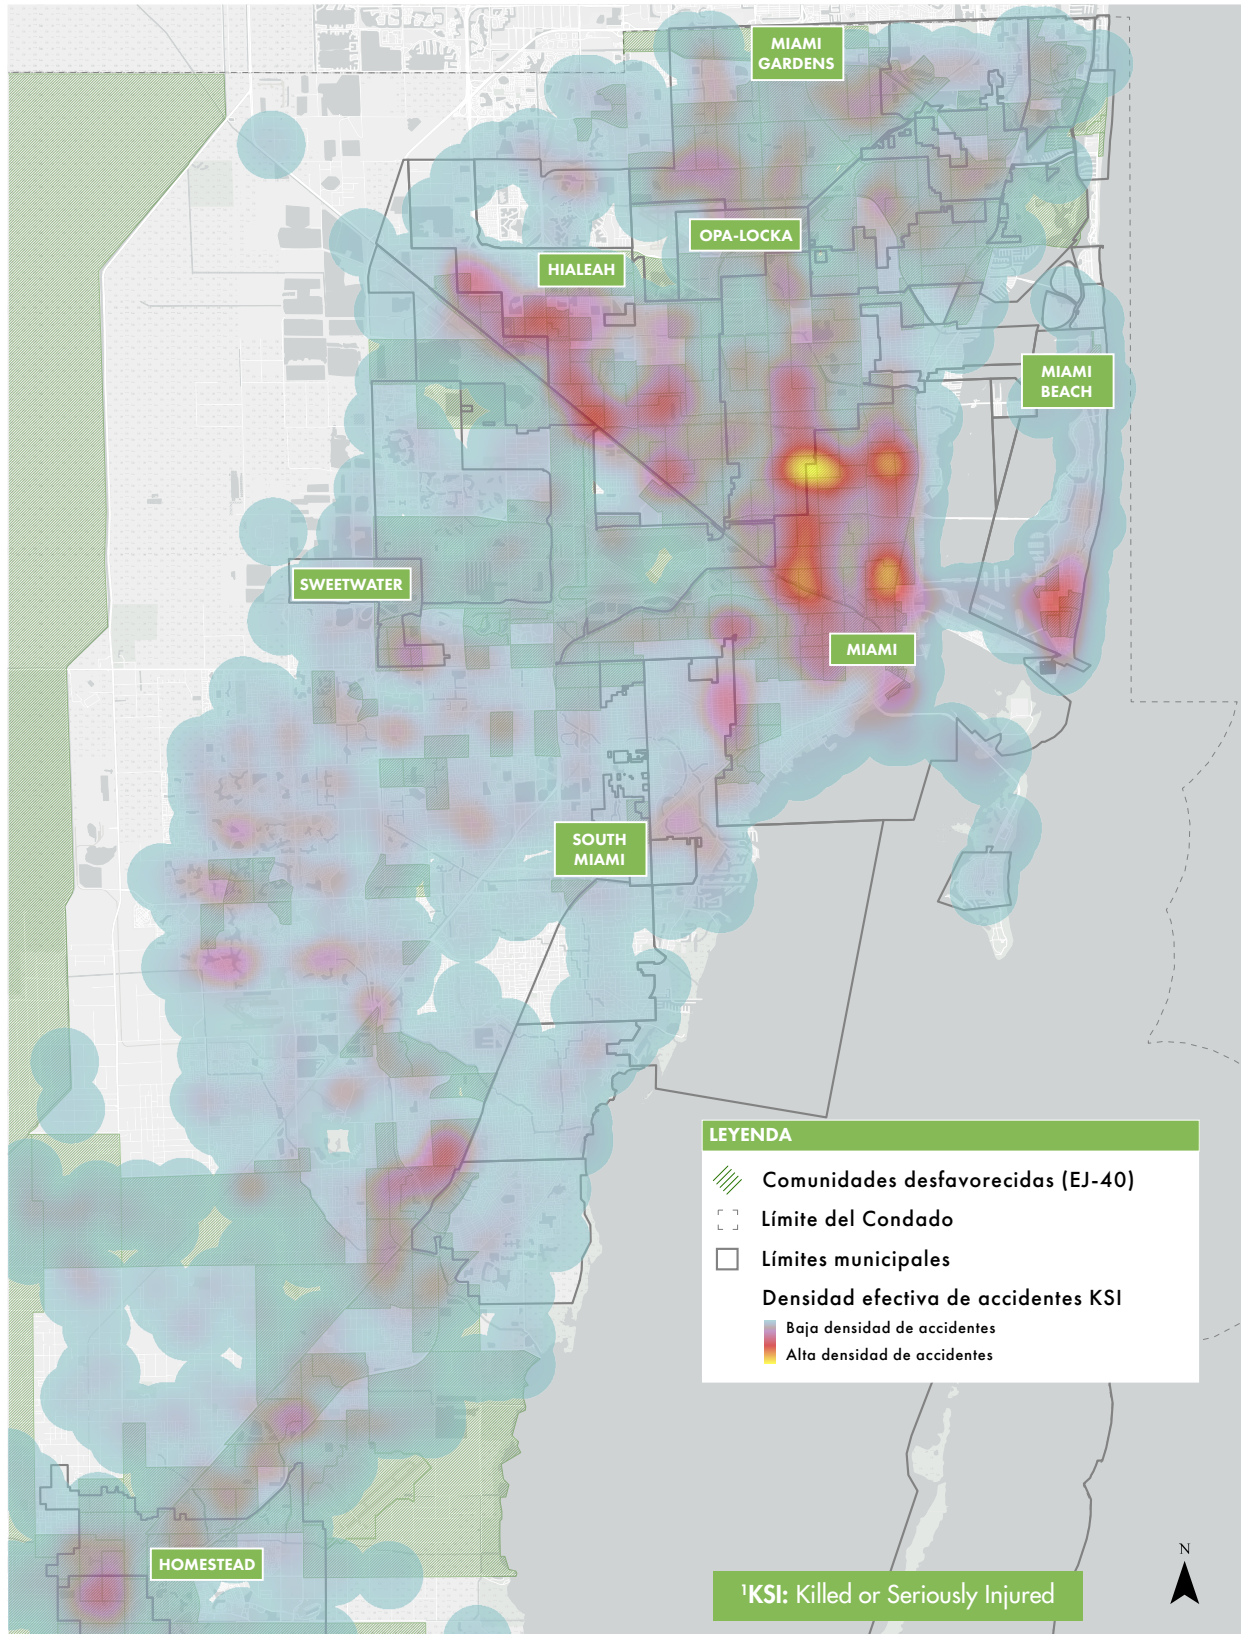 MIAMI
GARDENS
OPA-LOCKA
HIALEAH
MIAMI
BEACH
SWEETWATER
MIAMI
SOUTH
MIAMI
LEYENDA
Comunidades desfavorecidas (EJ-40)
Límite del Condado
Límites municipales
Densidad efectiva de accidentes KSI
Baja densidad de accidentes
Alta densidad de accidentes
HOMESTEAD
N
¹KSI: Killed or Seriously Injured